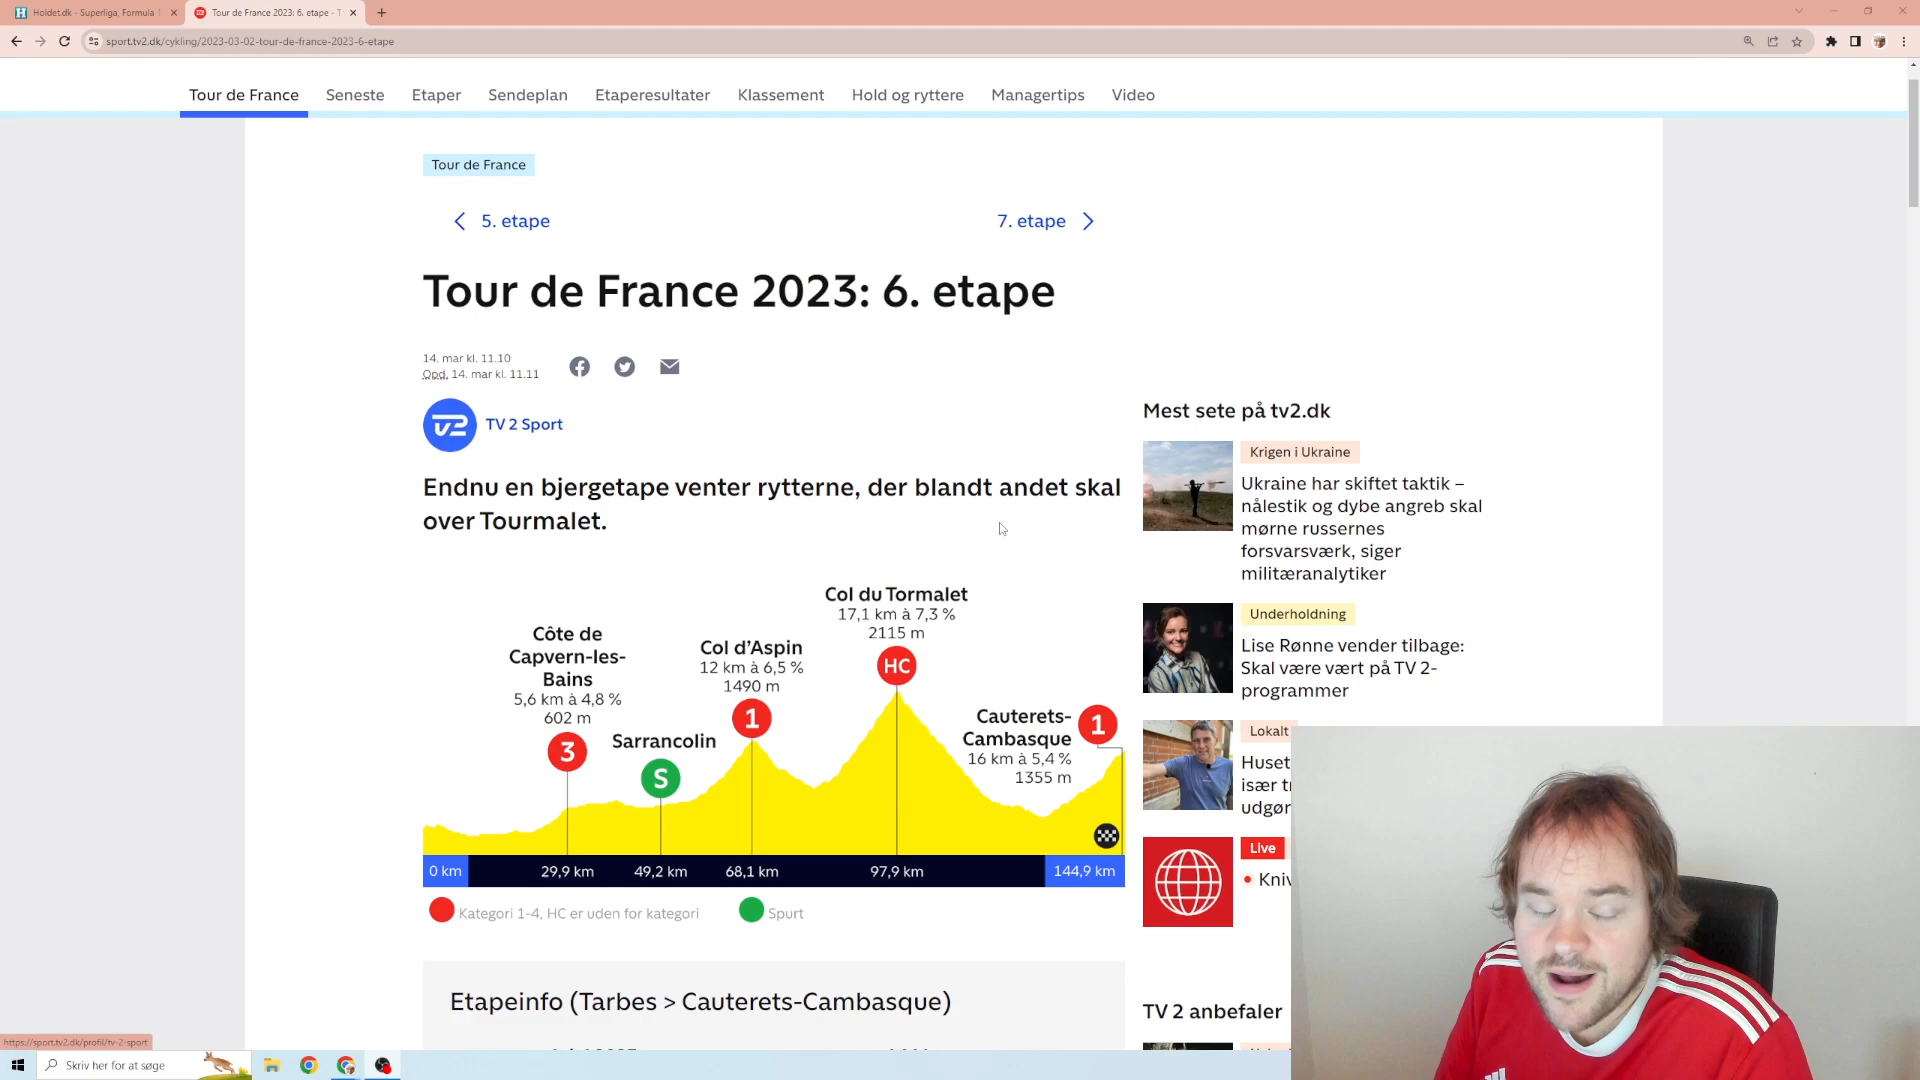 Holdet.dk - Superliga, Formula 1
Tour de France 2023: 6. etape - T
sport.tv2.dk/cykling/2023-03-02-tour-de-france-2023-6-etape
Tour de France
Seneste
Etaper
Sendeplan
Etaperesultater
Klassement
Hold og ryttere
Managertips
Video
Tour de France
5. etape
7. etape
Tour de France 2023: 6. etape
14. mar kl. 11.10
Opd. 14. mar kl. 11.11
TV 2 Sport
Endnu en bjergetape venter rytterne, der blandt andet skal
over Tourmalet.
Col du Tormalet
17,1 km à 7,3 %
2115 m
HC
Côte de
Capvern-les-
Bains
5,6 km à 4,8 %
602 m
3
Sarrancolin
S
Col d'Aspin
12 km à 6,5 %
1490 m
1
Cauterets-
Cambasque
16 km à 5,4 %
1355 m
1
0 km
29,9 km
49,2 km
68,1 km
97,9 km
144,9 km
Kategori 1-4, HC er uden for kategori
Spurt
Etapeinfo (Tarbes > Cauterets-Cambasque)
Mest sete på tv2.dk
Krigen i Ukraine
Ukraine har skiftet taktik –
nålestik og dybe angreb skal
mørne russernes
forsvarsværk, siger
militæranalytiker
Underholdning
Lise Rønne vender tilbage:
Skal være vært på TV 2-
programmer
Lokalt
Huset
især t
udgør
Live
Kniv
TV 2 anbefaler
https://sport.tv2.dk/profil/tv-2-sport
Skriv her for at søge